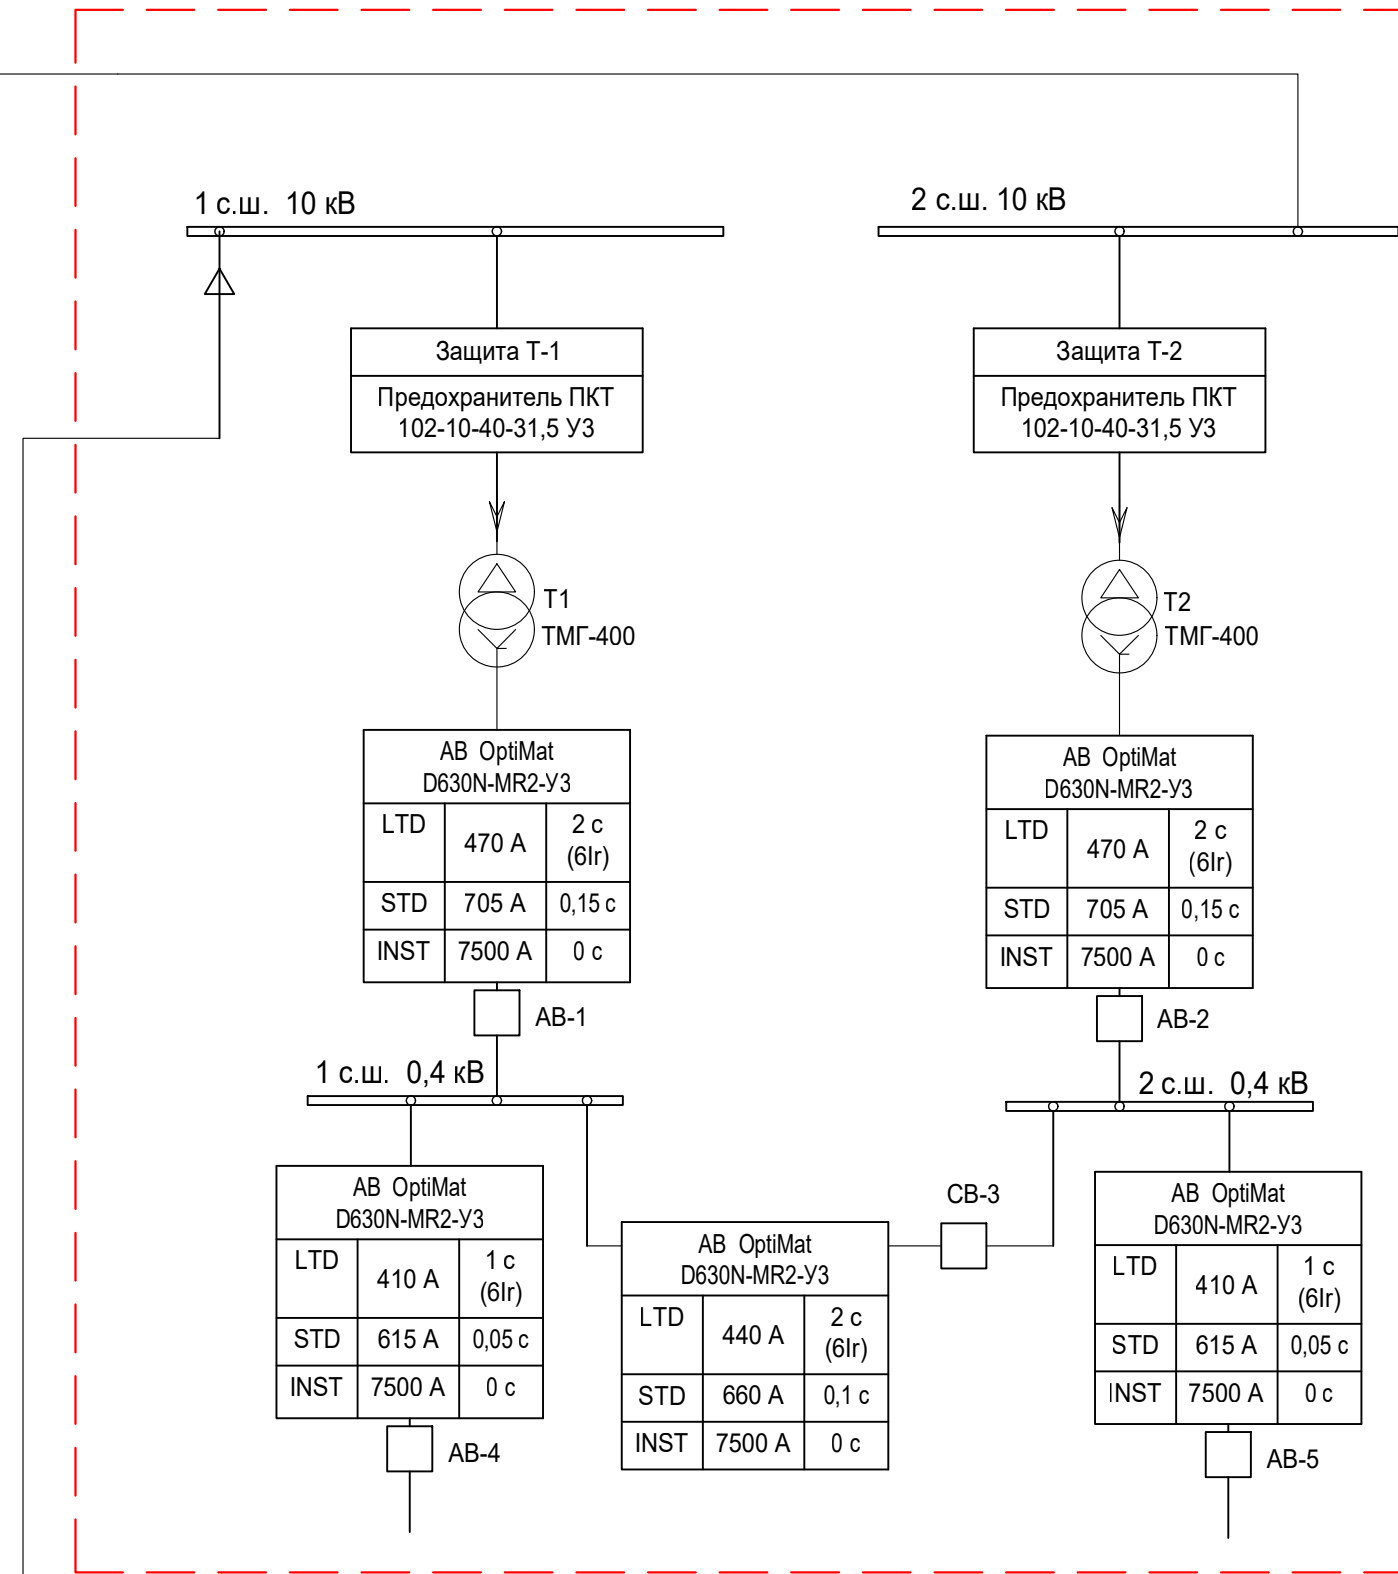 1 с.ш. 10 кВ
2 с.ш. 10 кВ
Защита Т-1
Предохранитель ПКТ
102-10-40-31,5 У3
Защита Т-2
Предохранитель ПКТ
102-10-40-31,5 У3
Т1
ТМГ-400
Т2
ТМГ-400
АВ OptiMat
D630N-MR2-У3
LTD 470 А 2 с
(6Ir)
STD 705 А 0,15 с
INST 7500 А 0 с
АВ-1
АВ OptiMat
D630N-MR2-У3
LTD 470 А 2 с
(6Ir)
STD 705 А 0,15 с
INST 7500 А 0 с
АВ-2
1 с.ш. 0,4 кВ
2 с.ш. 0,4 кВ
АВ OptiMat
D630N-MR2-У3
LTD 410 А 1 с
(6Ir)
STD 615 А 0,05 с
INST 7500 А 0 с
АВ-4
СВ-3
АВ OptiMat
D630N-MR2-У3
LTD 440 А 2 с
(6Ir)
STD 660 А 0,1 с
INST 7500 А 0 с
АВ OptiMat
D630N-MR2-У3
LTD 410 А 1 с
(6Ir)
STD 615 А 0,05 с
INST 7500 А 0 с
АВ-5